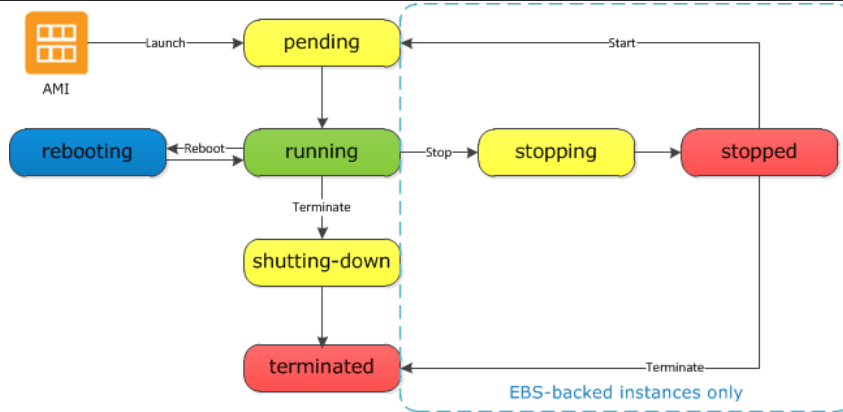 Launch
pending
Start
AMI
rebooting
Reboot
running
Stop
stopping
stopped
Terminate
shutting-down
terminated
Terminate
EBS-backed instances only